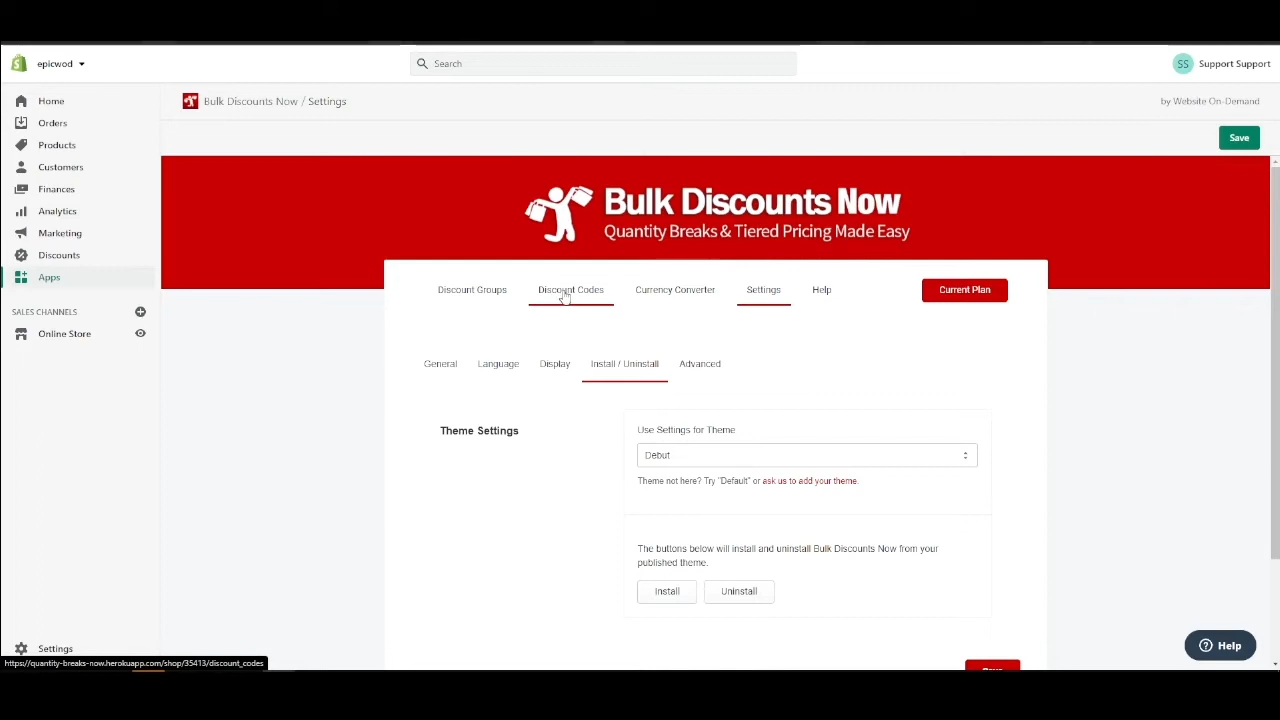 epicwod
Search
SS
Support Support
Home
Orders
Products
Customers
Finances
Analytics
Marketing
Discounts
Apps
SALES CHANNELS
Online Store
Settings
Bulk Discounts Now / Settings
by Website On-Demand
Save
Bulk Discounts Now
Quantity Breaks & Tiered Pricing Made Easy
Discount Groups
Discount Codes
Currency Converter
Settings
Help
Current Plan
General
Language
Display
Install / Uninstall
Advanced
Theme Settings
Use Settings for Theme
Debut
Theme not here? Try "Default" or ask us to add your theme.
The buttons below will install and uninstall Bulk Discounts Now from your
published theme.
Install
Uninstall
Save
Help
https://quantity-breaks-now.herokuapp.com/shop/35413/discount_codes